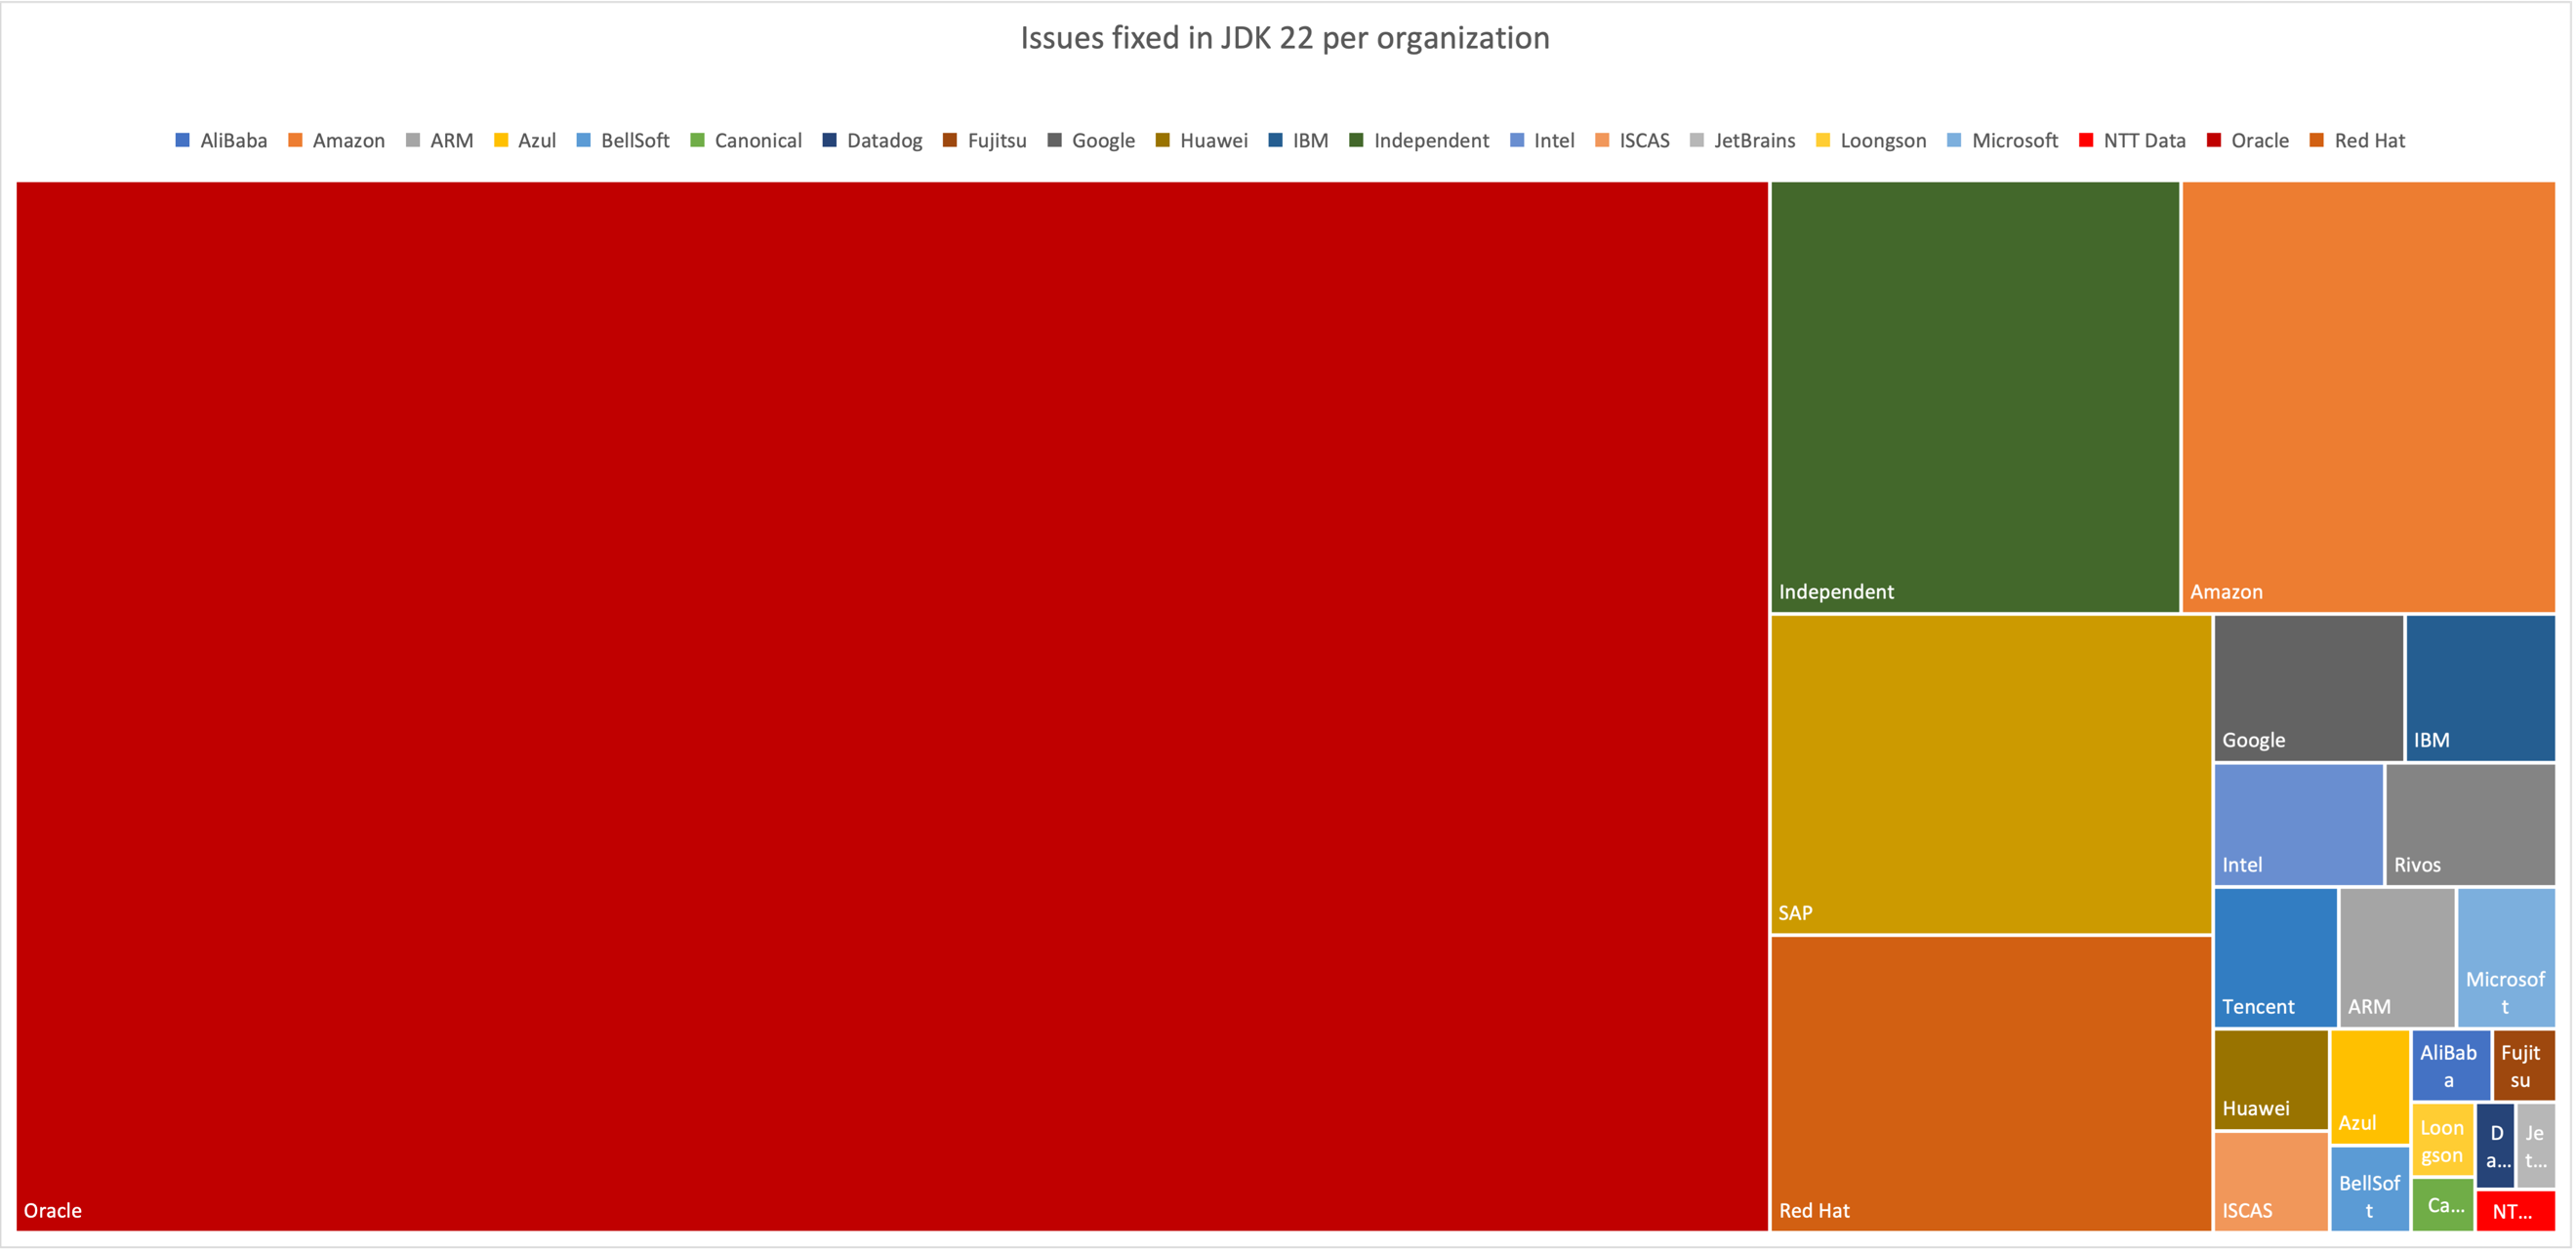 Issues fixed in JDK 22 per organization
AliBaba Amazon ARM Azul BellSoft Canonical Datadog Fujitsu Google Huawei IBM Independent Intel ISCAS JetBrains Loongson Microsoft NTT Data Oracle Red Hat
Oracle
Independent
Amazon
SAP
Red Hat
Google
IBM
Intel
Rivos
Tencent
ARM
Microsof
t
Huawei
ISCAS
Azul
BellSof
t
AliBab
a
Fujit
su
Loon
gson
Ca...
D
a...
Je
t...
NT...